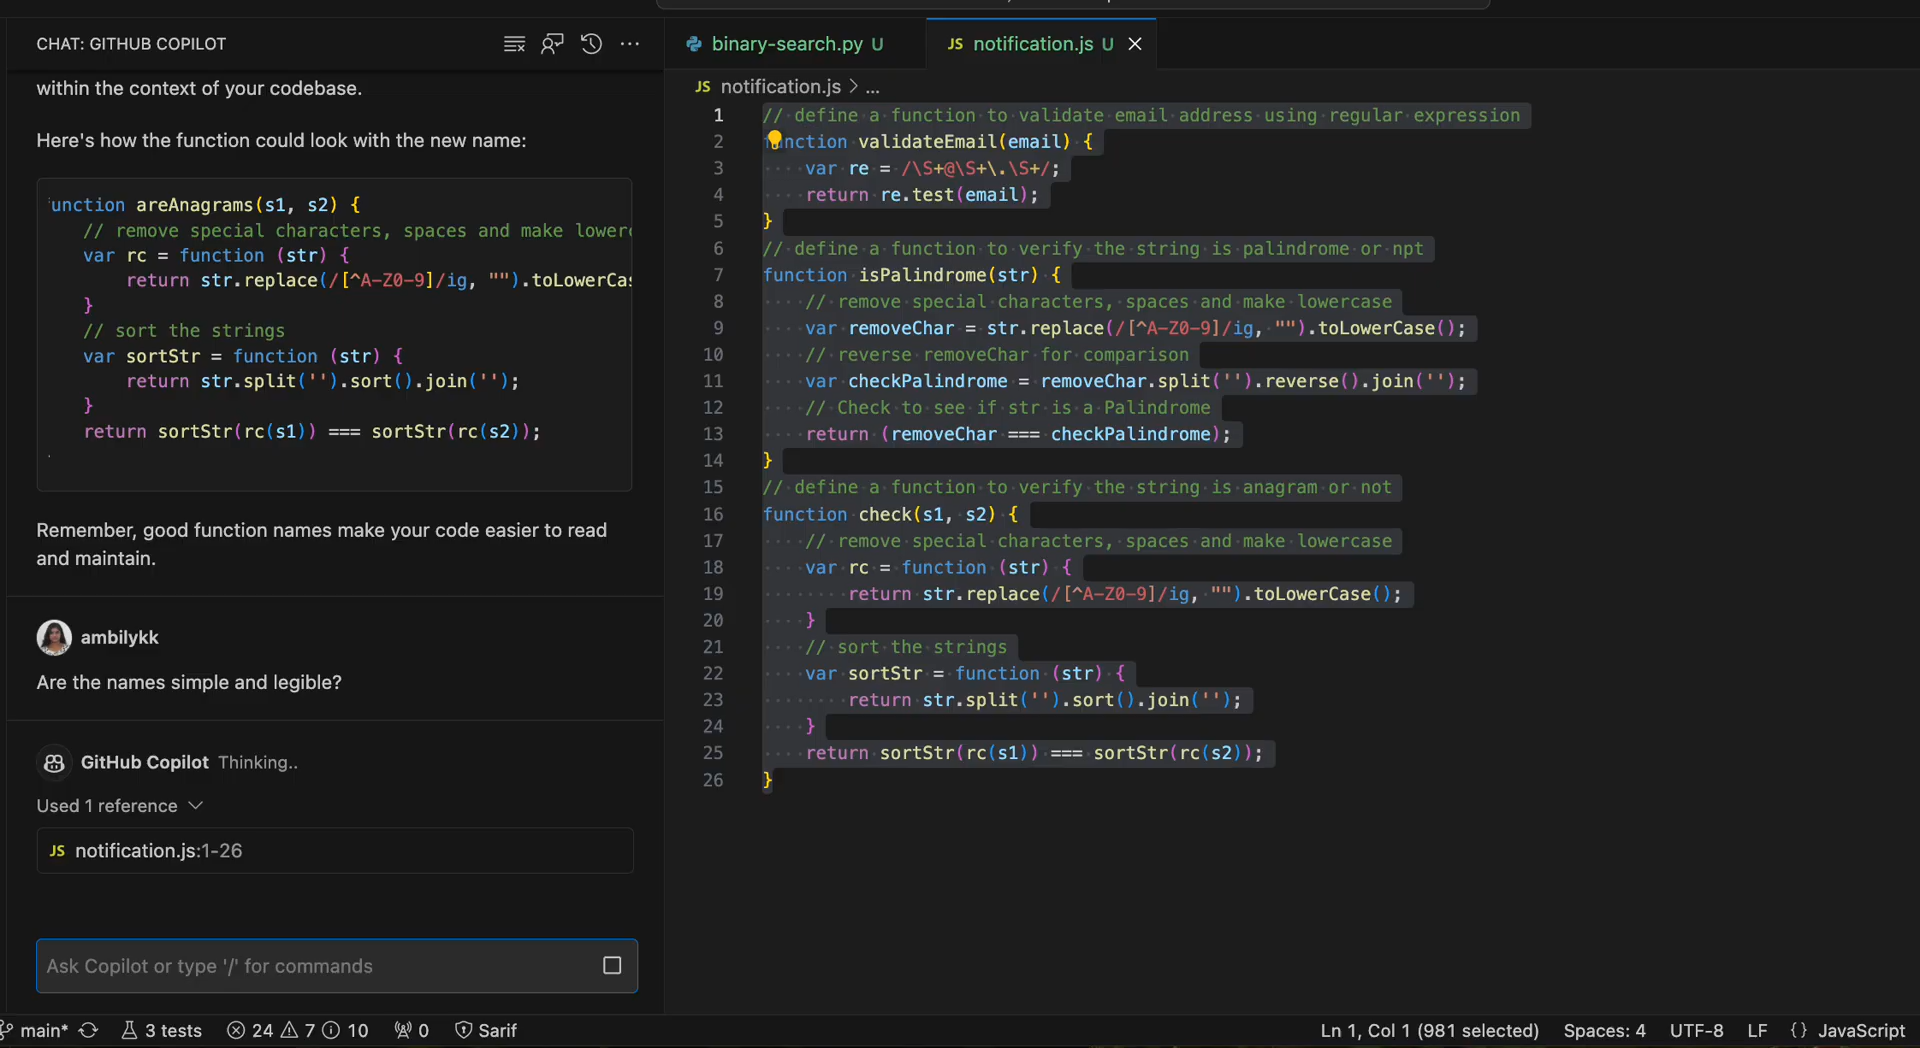 CHAT: GITHUB COPILOT
within the context of your codebase.
Here's how the function could look with the new name:
unction areAnagrams(s1, s2) {
// remove special characters, spaces and make lower
var rc = function (str) {
return str.replace(/[^A-Z0-9]/ig, "").toLowerCas
}
// sort the strings
var sortStr = function (str) {
return str.split('').sort().join('');
}
return sortStr(rc(s1)) === sortStr(rc(s2));
Remember, good function names make your code easier to read
and maintain.
ambilykk
Are the names simple and legible?
GitHub Copilot Thinking..
Used 1 reference
JS notification.js:1-26
Ask Copilot or type '/' for commands
binary-search.py U
JS notification.js U
JS notification.js > ...
1 // define a function to validate email address using regular expression
2 nction validateEmail(email) {
3 var re = /\S+@\S+\.\S+/;
4 return re.test(email);
5 }
6 // define a function to verify the string is palindrome or npt
7 function isPalindrome(str) {
8 // remove special characters, spaces and make lowercase
9 var removeChar = str.replace(/[^A-Z0-9]/ig, "").toLowerCase();
10 // reverse removeChar for comparison
11 var checkPalindrome = removeChar.split('').reverse().join('');
12 // Check to see if str is a Palindrome
13 return (removeChar === checkPalindrome);
14 }
15 // define a function to verify the string is anagram or not
16 function check(s1, s2) {
17 // remove special characters, spaces and make lowercase
18 var rc = function (str) {
19 return str.replace(/[^A-Z0-9]/ig, "").toLowerCase();
20 }
21 // sort the strings
22 var sortStr = function (str) {
23 return str.split('').sort().join('');
24 }
25 return sortStr(rc(s1)) === sortStr(rc(s2));
26 }
main* 3 tests 24 7 10 0 Sarif
Ln 1, Col 1 (981 selected) Spaces: 4 UTF-8 LF {} JavaScript